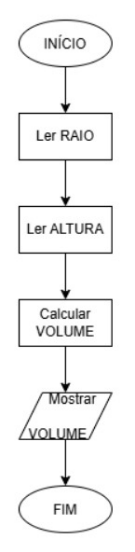 INÍCIO
Ler RAIO
Ler ALTURA
Calcular
VOLUME
Mostrar
VOLUME
FIM